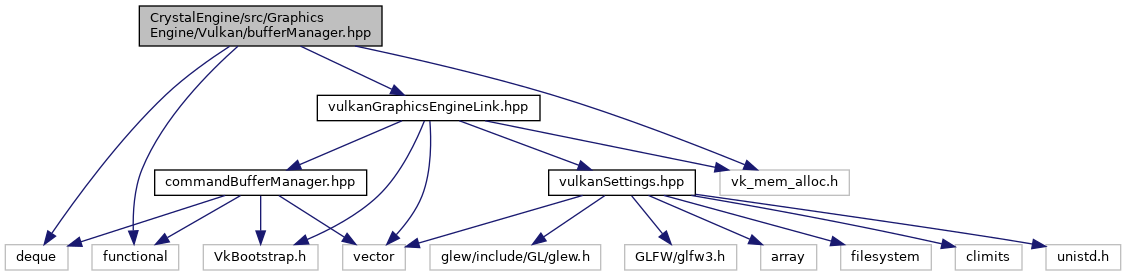 CrystalEngine/src/Graphics
Engine/Vulkan/bufferManager.hpp
vulkanGraphicsEngineLink.hpp
commandBufferManager.hpp
vulkanSettings.hpp
vk_mem_alloc.h
deque
functional
VkBootstrap.h
vector
glew/include/GL/glew.h
GLFW/glfw3.h
array
filesystem
climits
unistd.h